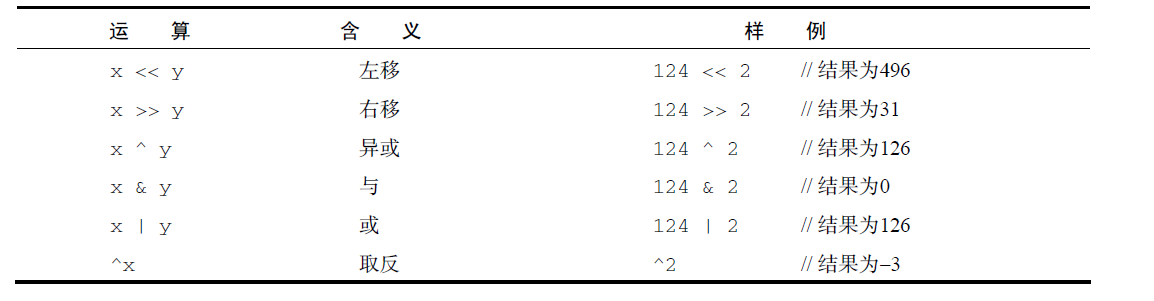 运 算 含 义 样 例
x << y 左移 124 << 2 // 结果为496
x >> y 右移 124 >> 2 // 结果为31
x ^ y 异或 124 ^ 2 // 结果为126
x & y 与 124 & 2 // 结果为0
x | y 或 124 | 2 // 结果为126
^x 取反 ^2 // 结果为−3